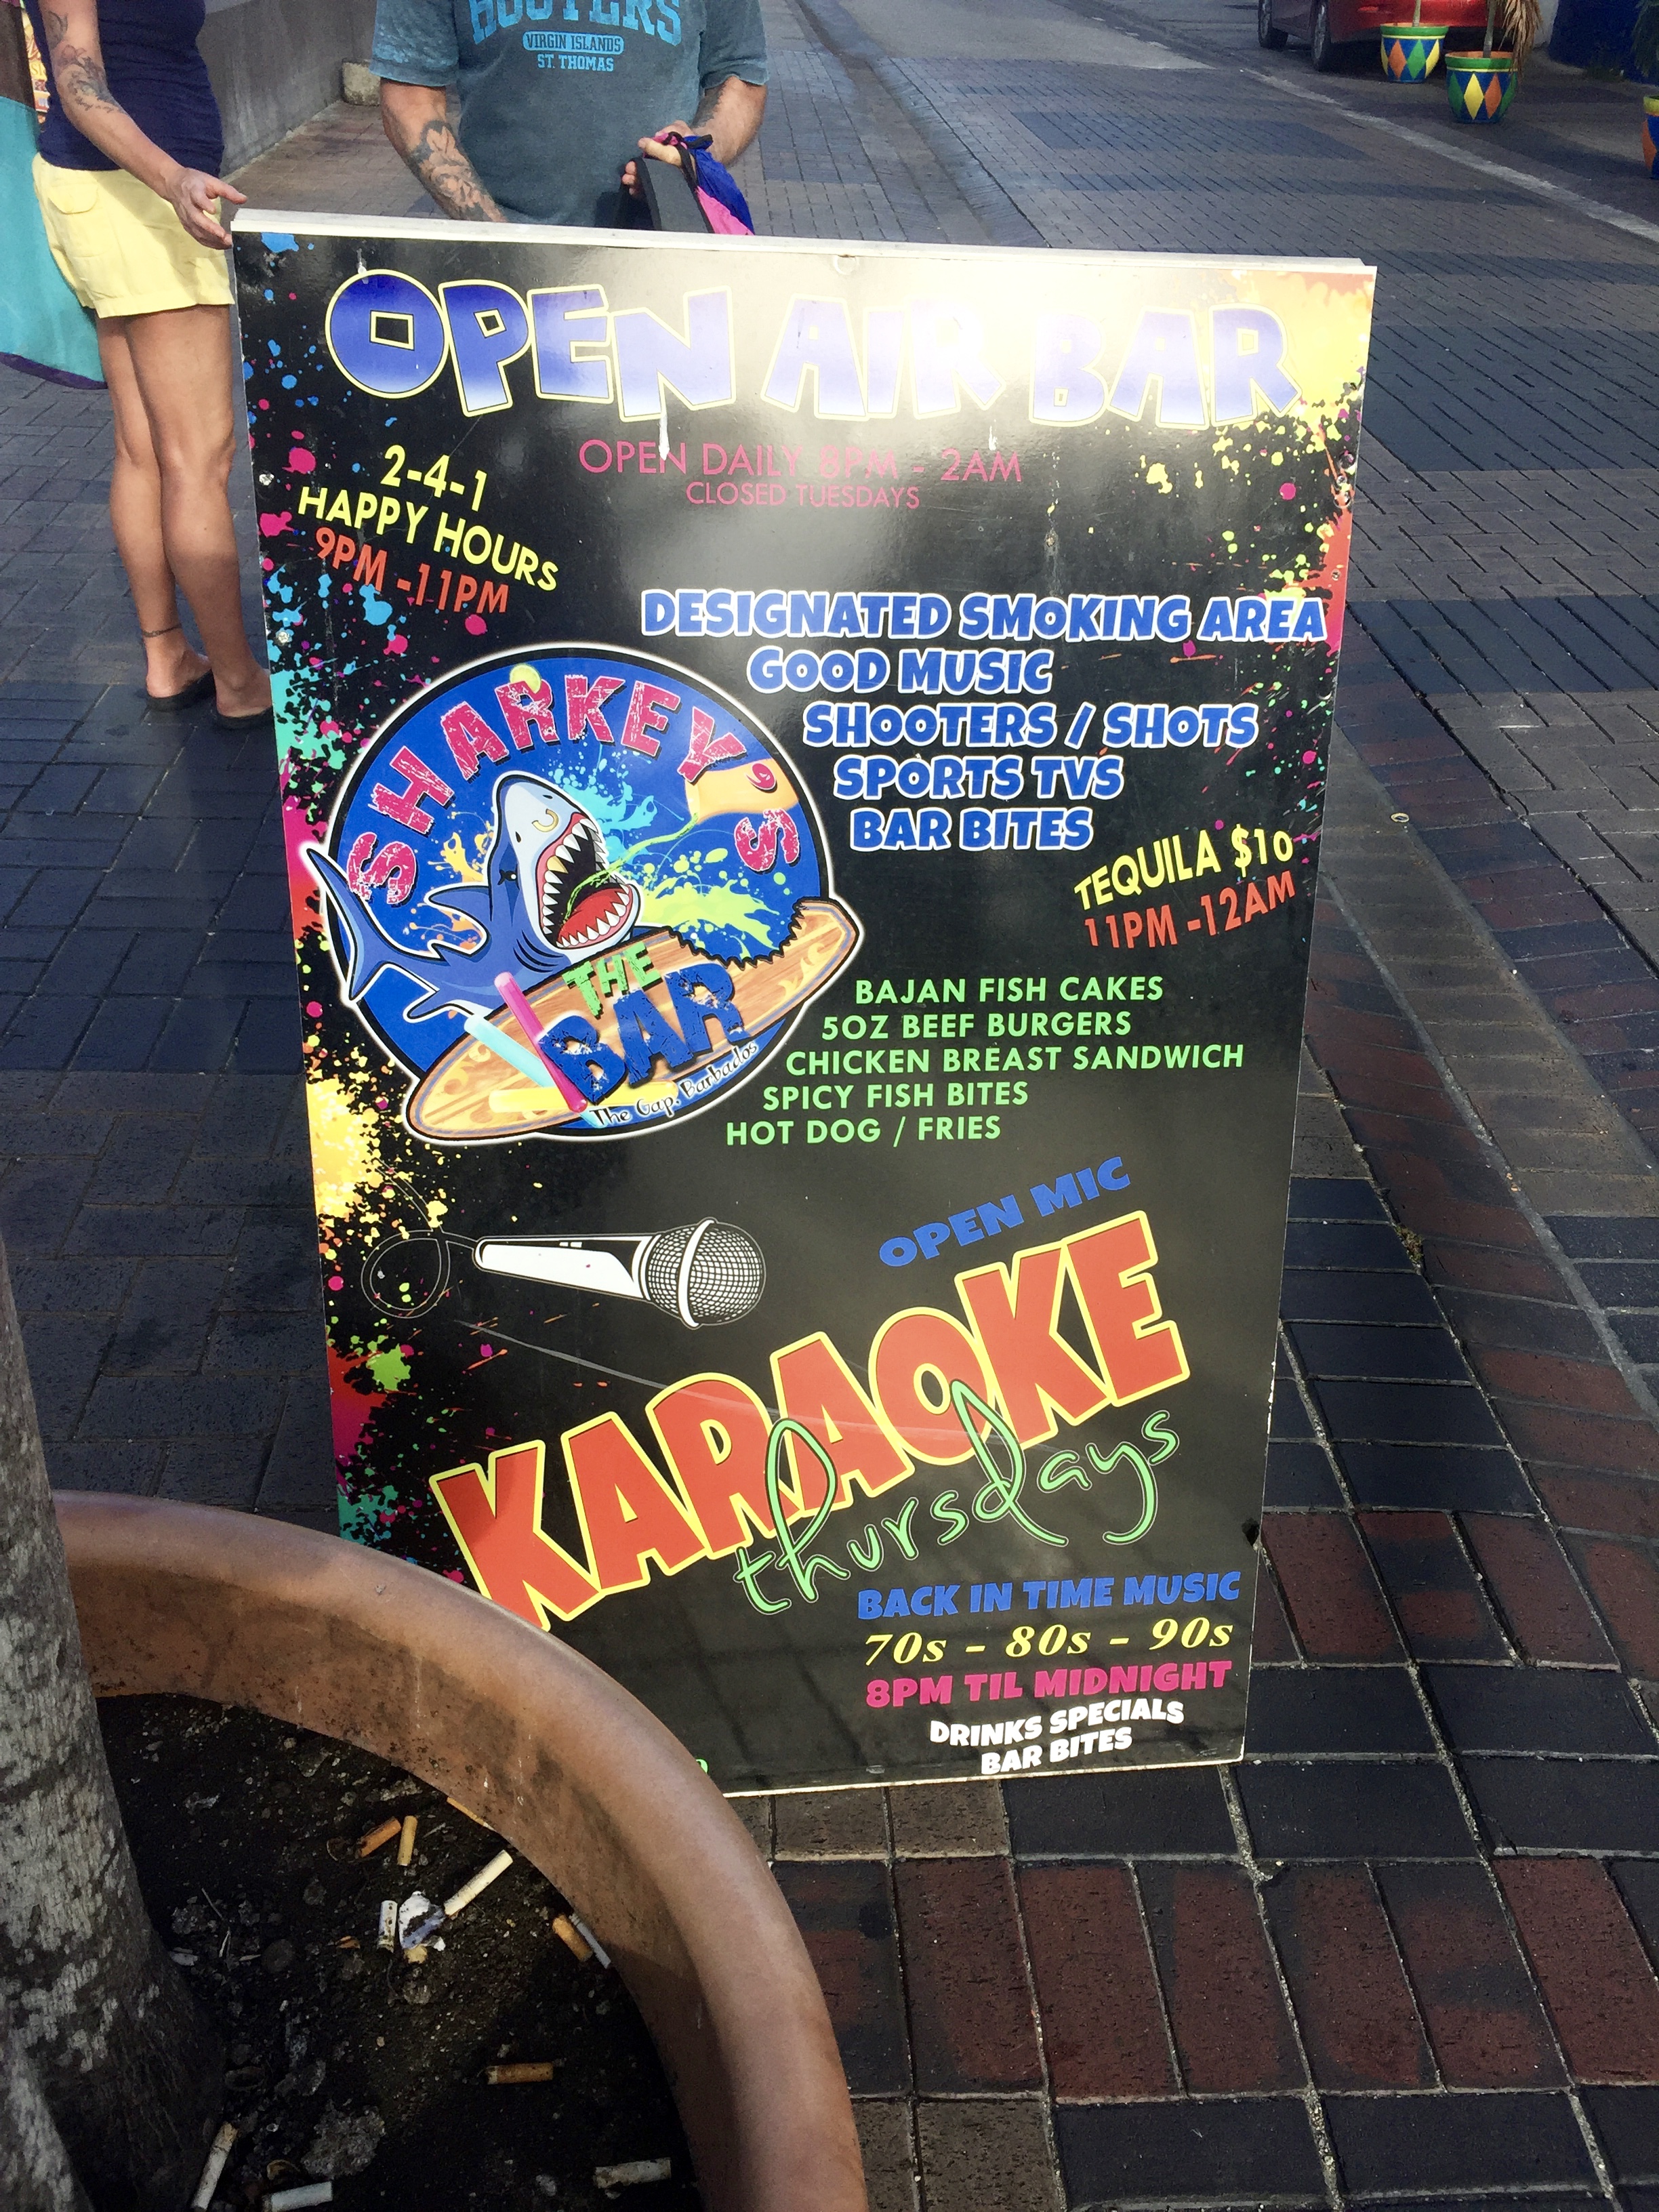 HOOTERS
VIRGIN ISLANDS
ST. THOMAS
OPEN AIR BAR
OPEN DAILY 8PM - 2AM
CLOSED TUESDAYS
2-4-1
HAPPY HOURS
9PM -11PM
DESIGNATED SMOKING AREA
GOOD MUSIC
SHOOTERS / SHOTS
SPORTS TVS
BAR BITES
SHARKEY'S
THE
BAR
The Gap, Barbados
TEQUILA $10
11PM -12AM
BAJAN FISH CAKES
5OZ BEEF BURGERS
CHICKEN BREAST SANDWICH
SPICY FISH BITES
HOT DOG / FRIES
OPEN MIC
KARAOKE
thursdays
BACK IN TIME MUSIC
70s - 80s - 90s
8PM TIL MIDNIGHT
DRINKS SPECIALS
BAR BITES